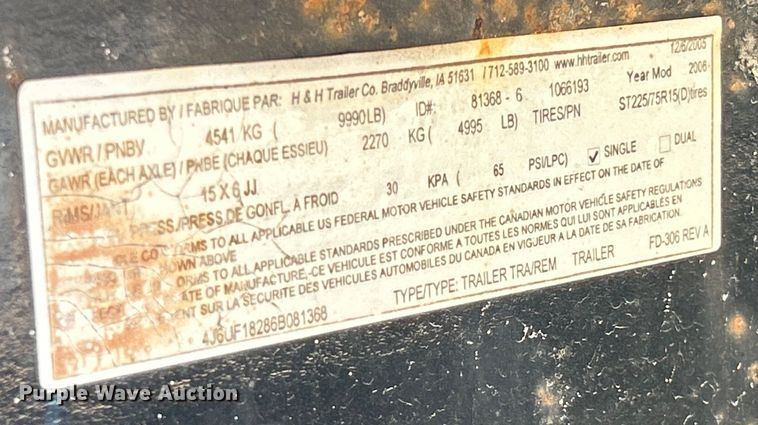 MANUFACTURED BY / FABRIQUE PAR: H & H Trailer Co. Braddyville, IA 51631 / 712-589-3100 www.hhtrailer.com 12/6/2005
GVWR / PNBV 4541 / KG ( 9990LB) ID#: 81368 - 6 1066193 Year Mod 2006
GAWR (EACH AXLE) / PNBE (CHAQUE ESSIEU) 2270 KG ( 4995 LB) TIRES/PN ST225/75R15(D)tires
15 X 6 JJ
PRESS/PRESS.DE GONFL. À FROID 30 KPA ( 65 PSI/LPC) ✓ SINGLE DUAL
TO ALL APPLICABLE US FEDERAL MOTOR VEHICLE SAFETY STANDARDS IN EFFECT ON THE DATE OF
ABOVE
TO ALL APPLICABLE STANDARDS PRESCRIBED UNDER THE CANADIAN MOTOR VEHICLE SAFETY REGULATIONS
OF MANUFACTURE,-CE VEHICULE EST CONFORME A TOUTES LES NORMES QUI LUI SONT APPLICABLES EN
SUR LA SECURITE DES VEHICULES AUTOMOBILES DU CANADA EN VIGUEUR A LA DATE DE SA FABRICATION.
4J6UF18286B081368 TYPE/TYPE: TRAILER TRA/REM TRAILER FD-306 REV A
Purple Wave Auction